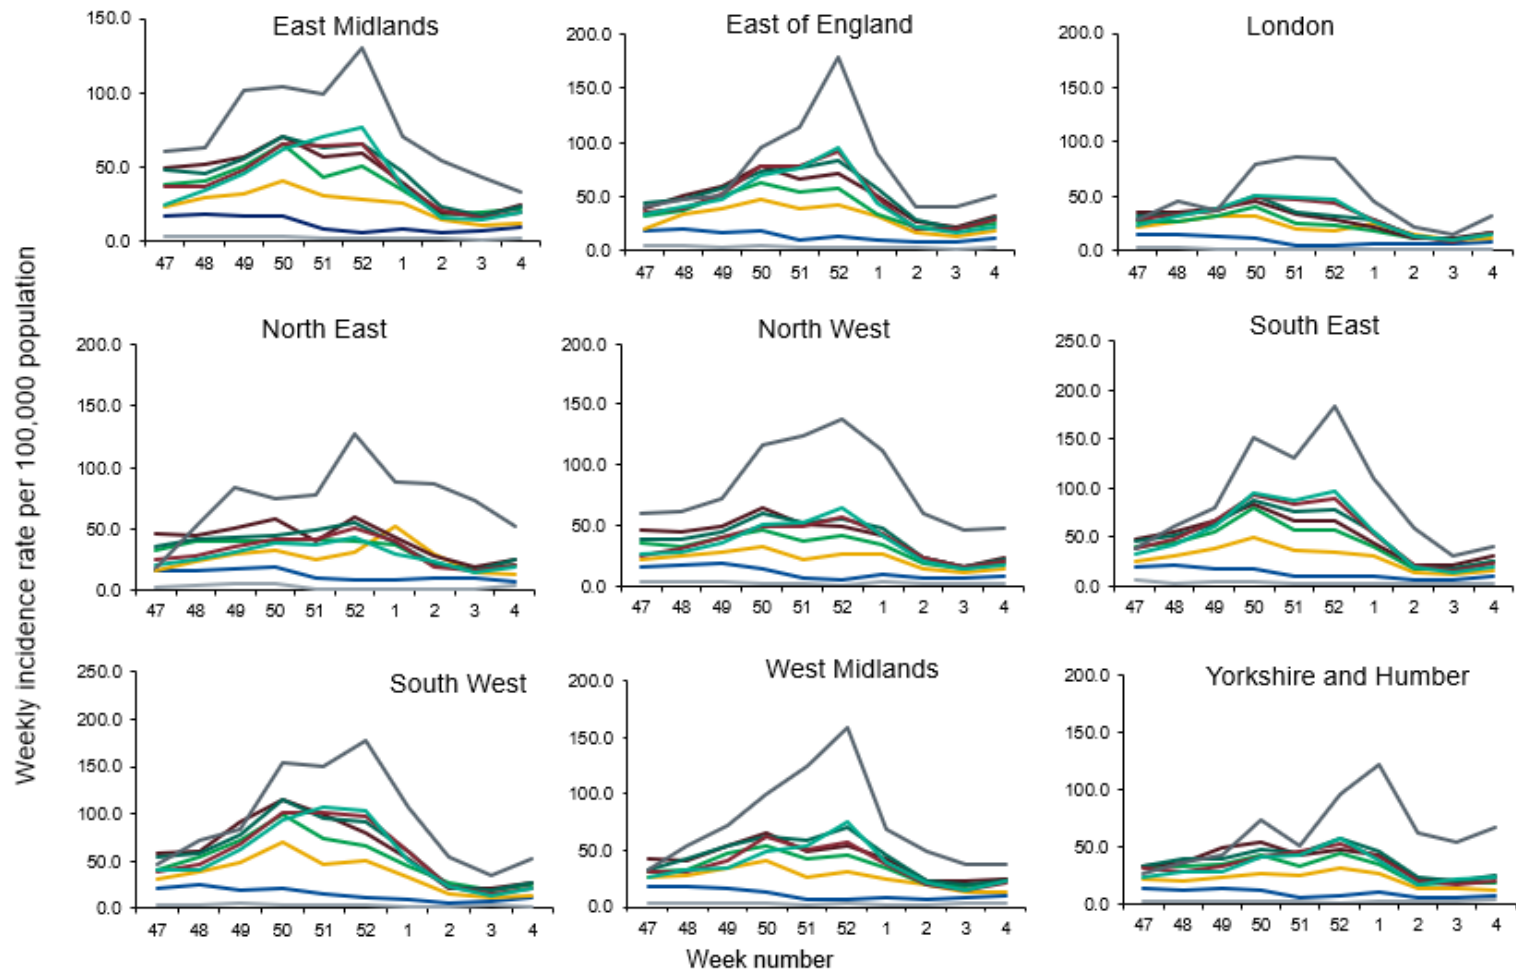 East Midlands
East of England
London
150.0
100.0
50.0
0.0
47 48 49 50 51 52 1 2 3 4
200.0
150.0
100.0
50.0
0.0
47 48 49 50 51 52 1 2 3 4
200.0
150.0
100.0
50.0
0.0
47 48 49 50 51 52 1 2 3 4
Weekly incidence rate per 100,000 population
North East
North West
South East
200.0
150.0
100.0
50.0
0.0
47 48 49 50 51 52 1 2 3 4
200.0
150.0
100.0
50.0
0.0
47 48 49 50 51 52 1 2 3 4
250.0
200.0
150.0
100.0
50.0
0.0
47 48 49 50 51 52 1 2 3 4
South West
West Midlands
Yorkshire and Humber
250.0
200.0
150.0
100.0
50.0
0.0
47 48 49 50 51 52 1 2 3 4
200.0
150.0
100.0
50.0
0.0
47 48 49 50 51 52 1 2 3 4
200.0
150.0
100.0
50.0
0.0
47 48 49 50 51 52 1 2 3 4
Week number